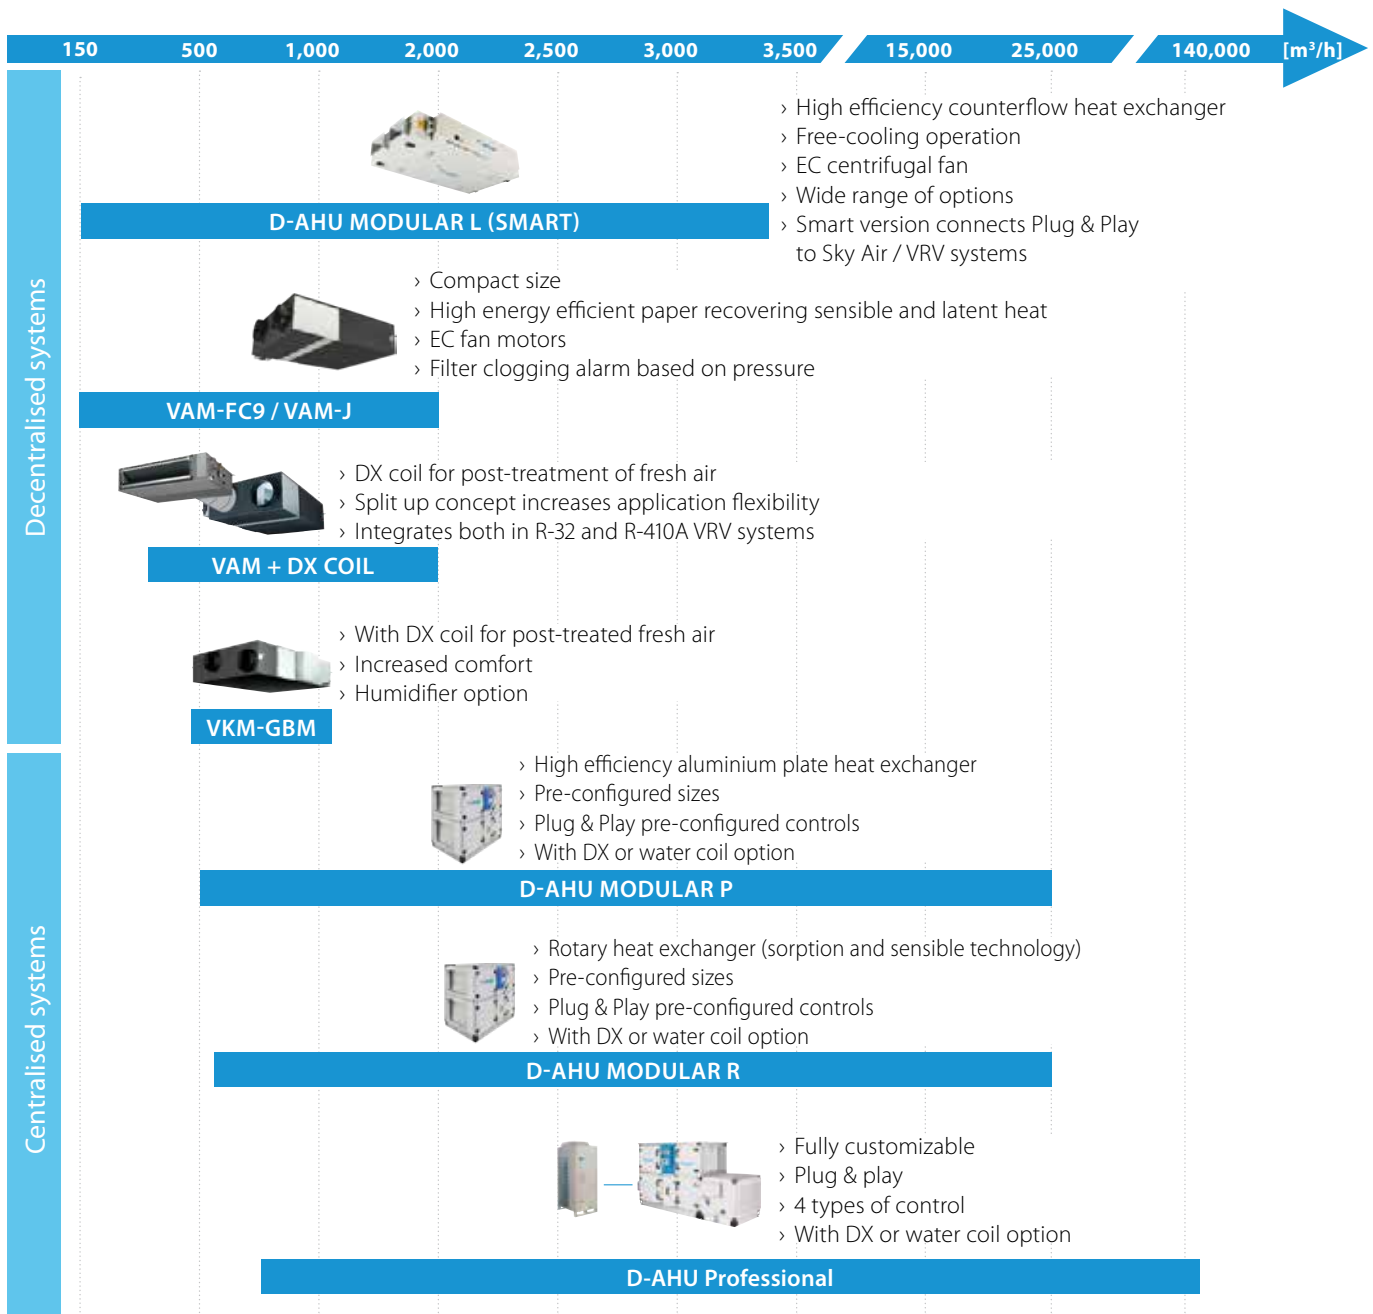 150 500 1,000 2,000 2,500 3,000 3,500 15,000 25,000 140,000 [m³/h]
Decentralised systems
› High efficiency counterflow heat exchanger
› Free-cooling operation
› EC centrifugal fan
› Wide range of options
› Smart version connects Plug & Play
to Sky Air / VRV systems
D-AHU MODULAR L (SMART)
› Compact size
› High energy efficient paper recovering sensible and latent heat
› EC fan motors
› Filter clogging alarm based on pressure
VAM-FC9 / VAM-J
› DX coil for post-treatment of fresh air
› Split up concept increases application flexibility
› Integrates both in R-32 and R-410A VRV systems
VAM + DX COIL
› With DX coil for post-treated fresh air
› Increased comfort
› Humidifier option
VKM-GBM
Centralised systems
› High efficiency aluminium plate heat exchanger
› Pre-configured sizes
› Plug & Play pre-configured controls
› With DX or water coil option
D-AHU MODULAR P
› Rotary heat exchanger (sorption and sensible technology)
› Pre-configured sizes
› Plug & Play pre-configured controls
› With DX or water coil option
D-AHU MODULAR R
› Fully customizable
› Plug & play
› 4 types of control
› With DX or water coil option
D-AHU Professional